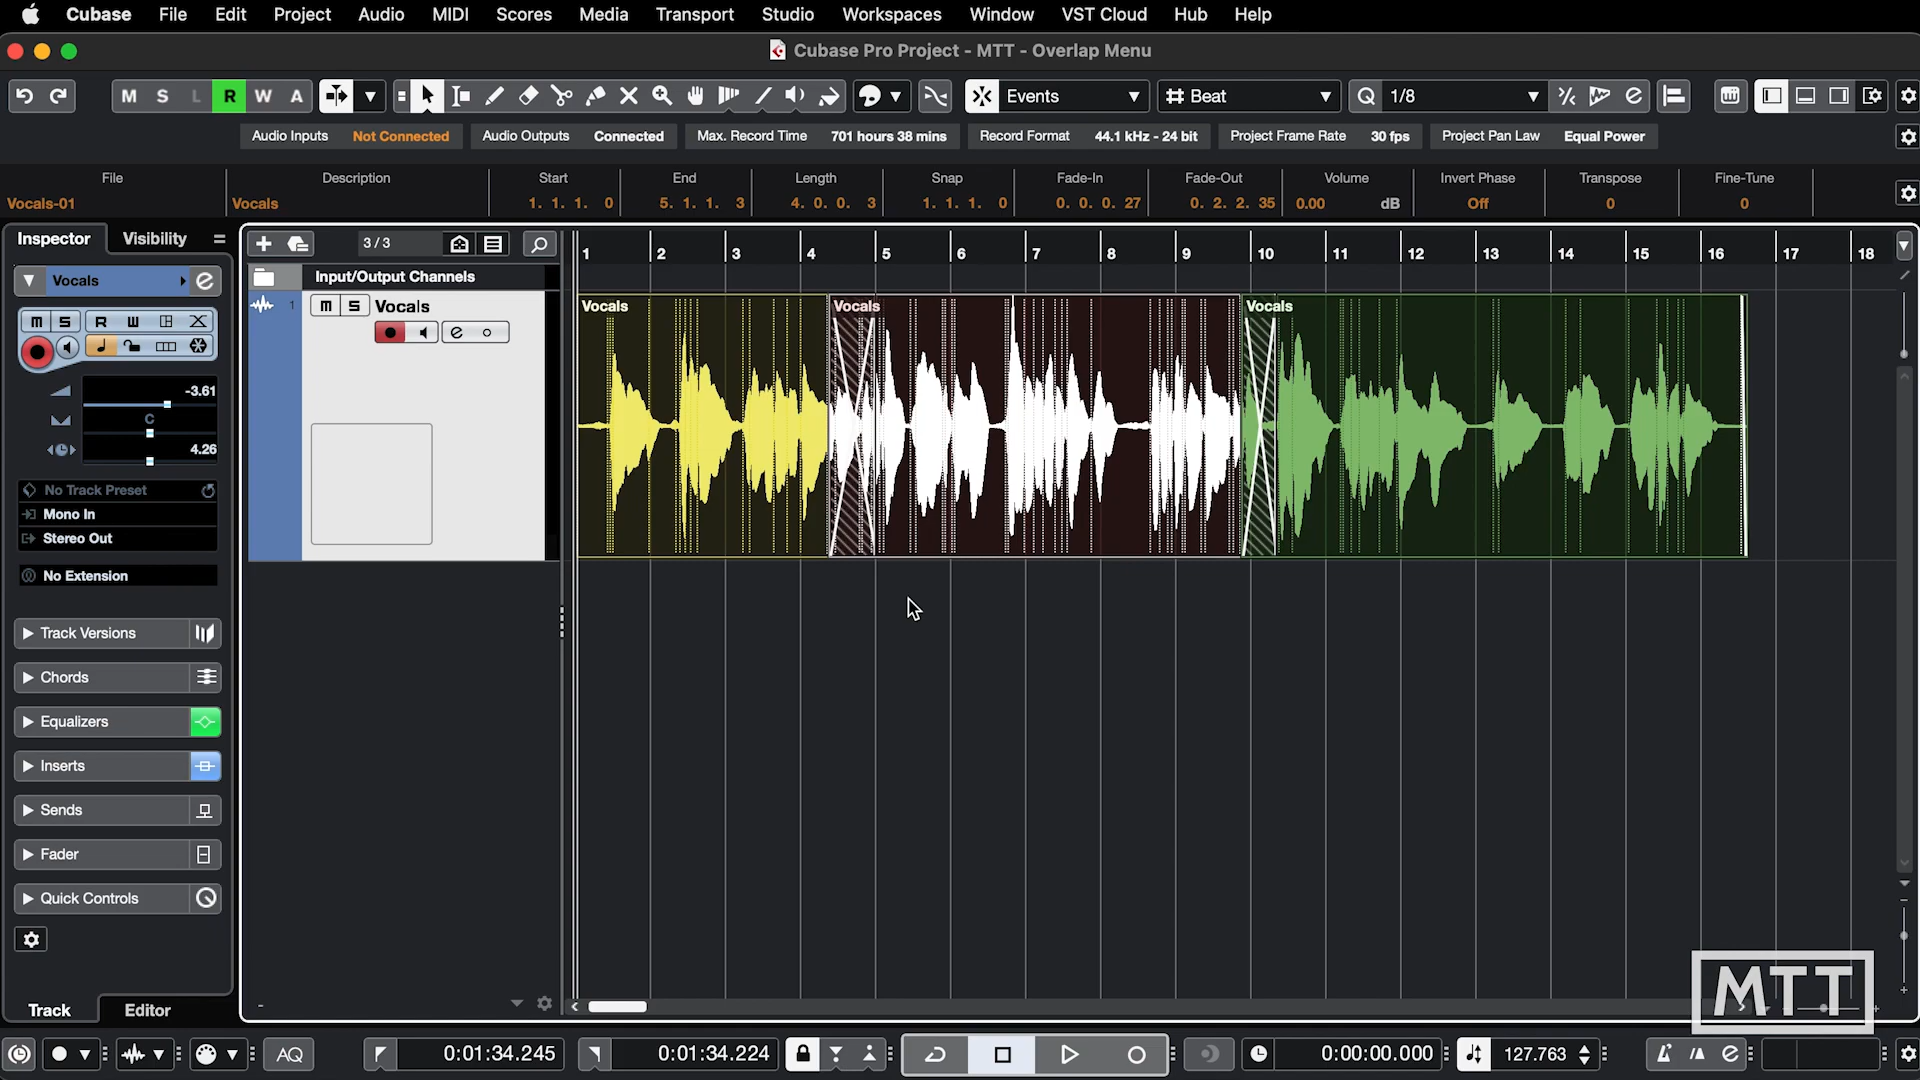 Cubase File Edit Project Audio MIDI Scores Media Transport Studio Workspaces Window VST Cloud Hub Help
Cubase Pro Project - MTT - Overlap Menu
M S L R W A Events Beat Q 1/8
Audio Inputs Not Connected Audio Outputs Connected Max. Record Time 701 hours 38 mins Record Format 44.1 kHz - 24 bit Project Frame Rate 30 fps Project Pan Law Equal Power
File Description Start End Length Snap Fade-In Fade-Out Volume Invert Phase Transpose Fine-Tune
Vocals-01 Vocals 1. 1. 1. 0 5. 1. 1. 3 4. 0. 0. 3 1. 1. 1. 0 0. 0. 0. 27 0. 2. 2. 35 0.00 dB Off 0 0
Inspector Visibility
3 / 3
1 2 3 4 5 6 7 8 9 10 11 12 13 14 15 16 17 18
Vocals
Input/Output Channels
1 M S Vocals
Vocals Vocals Vocals
M S R W
-3.61
C
4.26
No Track Preset
Mono In
Stereo Out
No Extension
Track Versions
Chords
Equalizers
Inserts
Sends
Fader
Quick Controls
Track Editor
MTT
AQ 0:01:34.245 0:01:34.224 0:00:00.000 127.763